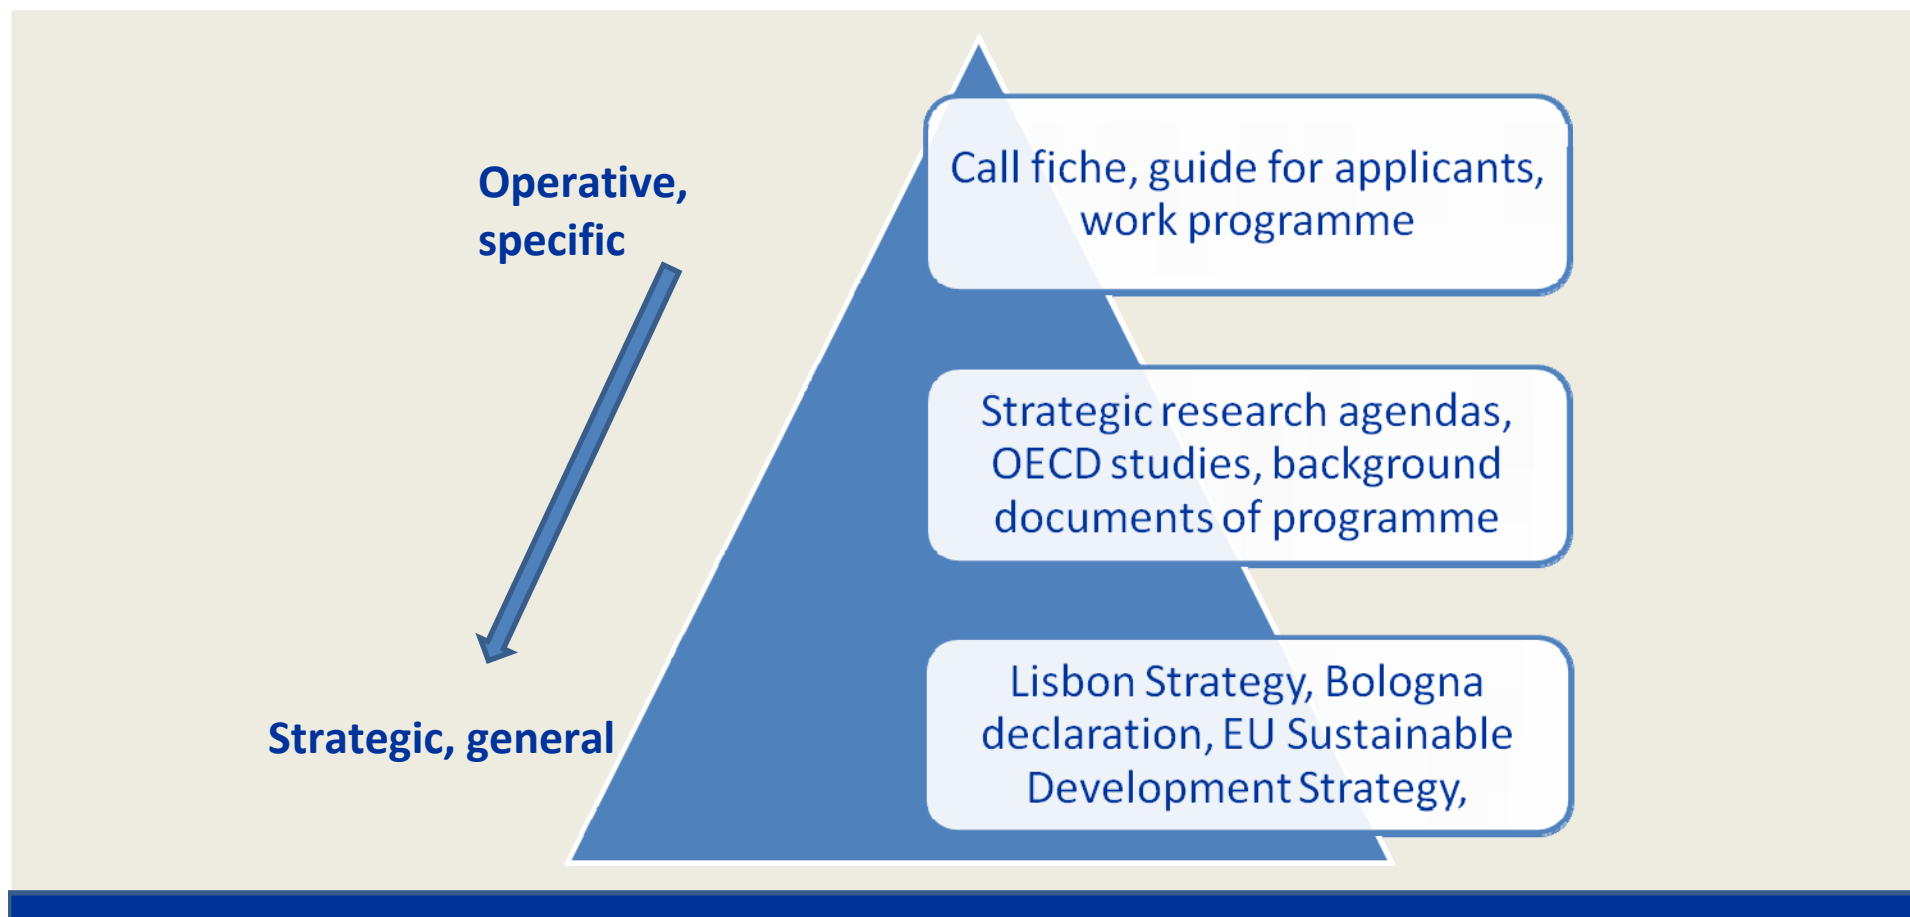 Operative,
specific
Call fiche, guide for applicants,
work programme
Strategic research agendas,
OECD studies, background
documents of programme
Strategic, general
Lisbon Strategy, Bologna
declaration, EU Sustainable
Development Strategy,